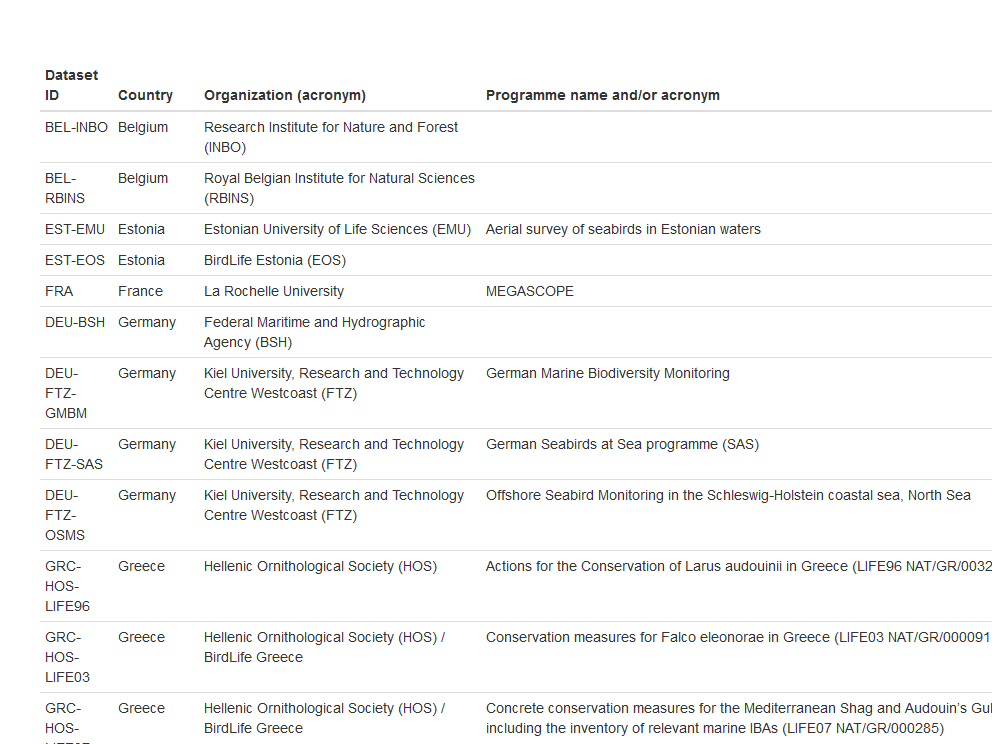 Dataset
ID Country Organization (acronym) Programme name and/or acronym
BEL-INBO Belgium Research Institute for Nature and Forest
(INBO)
BEL- Belgium Royal Belgian Institute for Natural Sciences
RBINS (RBINS)
EST-EMU Estonia Estonian University of Life Sciences (EMU) Aerial survey of seabirds in Estonian waters
EST-EOS Estonia BirdLife Estonia (EOS)
FRA France La Rochelle University MEGASCOPE
DEU-BSH Germany Federal Maritime and Hydrographic
Agency (BSH)
DEU- Germany Kiel University, Research and Technology German Marine Biodiversity Monitoring
FTZ- Centre Westcoast (FTZ)
GMBM
DEU- Germany Kiel University, Research and Technology German Seabirds at Sea programme (SAS)
FTZ-SAS Centre Westcoast (FTZ)
DEU- Germany Kiel University, Research and Technology Offshore Seabird Monitoring in the Schleswig-Holstein coastal sea, North Sea
FTZ- Centre Westcoast (FTZ)
OSMS
GRC- Greece Hellenic Ornithological Society (HOS) Actions for the Conservation of Larus audouinii in Greece (LIFE96 NAT/GR/0032
HOS-
LIFE96
GRC- Greece Hellenic Ornithological Society (HOS) / Conservation measures for Falco eleonorae in Greece (LIFE03 NAT/GR/000091
HOS- BirdLife Greece
LIFE03
GRC- Greece Hellenic Ornithological Society (HOS) / Concrete conservation measures for the Mediterranean Shag and Audouin's Gul
HOS- BirdLife Greece including the inventory of relevant marine IBAs (LIFE07 NAT/GR/000285)